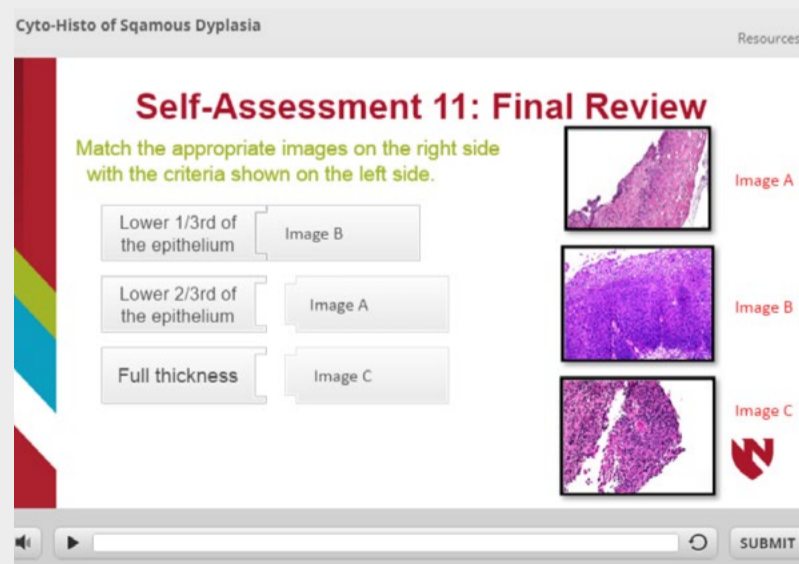 Cyto-Histo of Sqamous Dyplasia
Resources
Self-Assessment 11: Final Review
Match the appropriate images on the right side
with the criteria shown on the left side.
Lower 1/3rd of
the epithelium
Image B
Lower 2/3rd of
the epithelium
Image A
Full thickness
Image C
Image A
Image B
Image C
SUBMIT